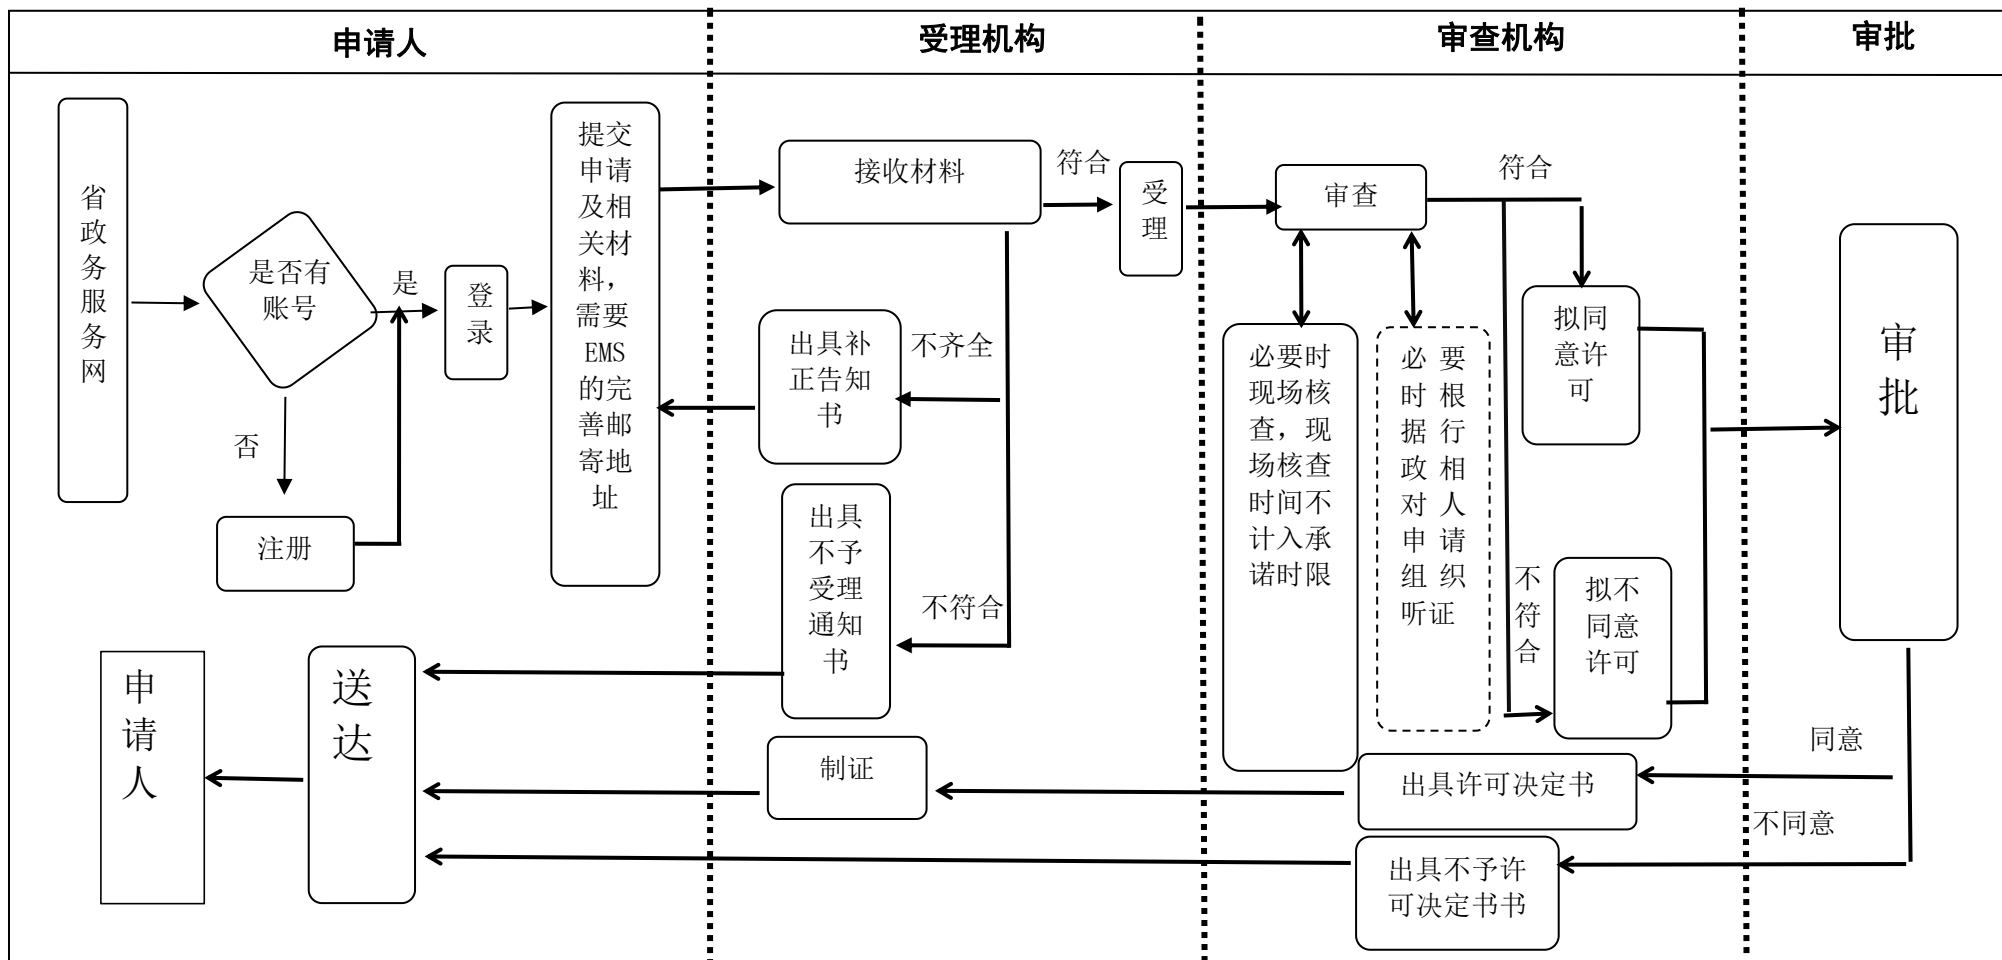 申请人
受理机构
审查机构
审批
省
政
务
服
务
网
是否有
账号
是
否
注册
登
录
提交
申请
及相
关材
料，
需要
EMS
的完
善邮
寄地
址
接收材料
符合
受
理
出具补
正告知
书
不齐全
出具
不予
受理
通知
书
不符合
审查
符合
必要时
现场核
查，现
场核查
时间不
计入承
诺时限
必 要
时 根
据 行
政 相
对 人
申 请
组 织
听证
拟同
意许
可
不
符
合
拟不
同意
许可
审
批
同意
不同意
出具许可决定书
出具不予许
可决定书书
制证
送
达
申
请
人